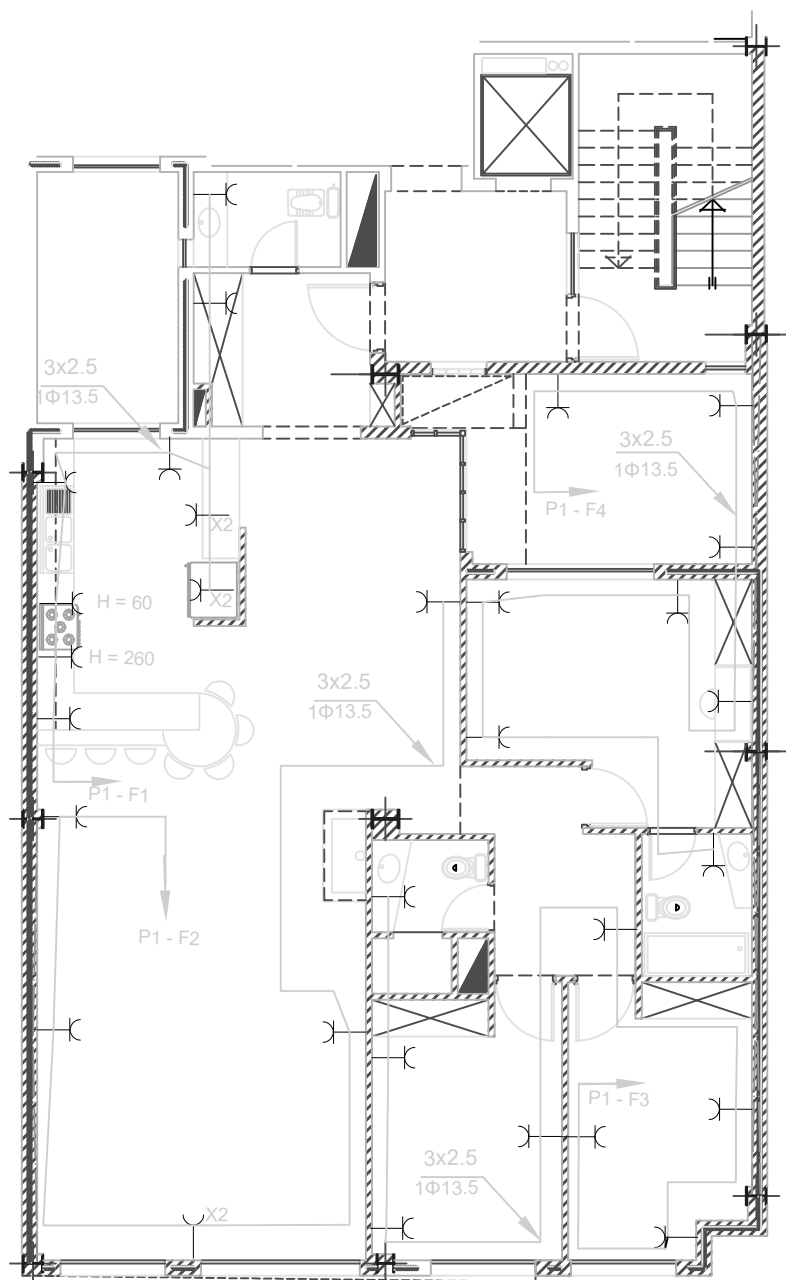 3x2.5
1Φ13.5
3x2.5
1Φ13.5
P1 - F4
X2
X2
H = 60
H = 260
3x2.5
1Φ13.5
P1 - F1
P1 - F2
P1 - F3
3x2.5
1Φ13.5
X2